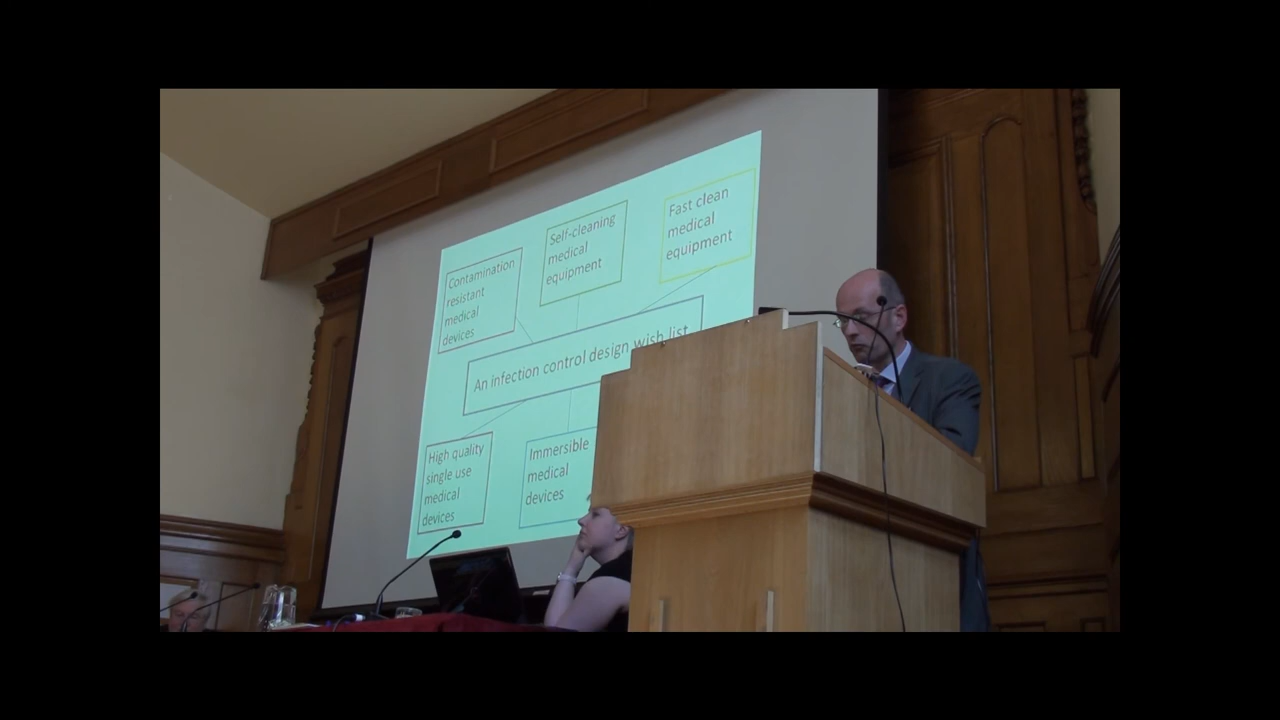 Contamination
resistant
medical
devices
Self-cleaning
medical
equipment
Fast clean
medical
equipment
An infection control design wish list
High quality
single use
medical
devices
Immersible
medical
devices